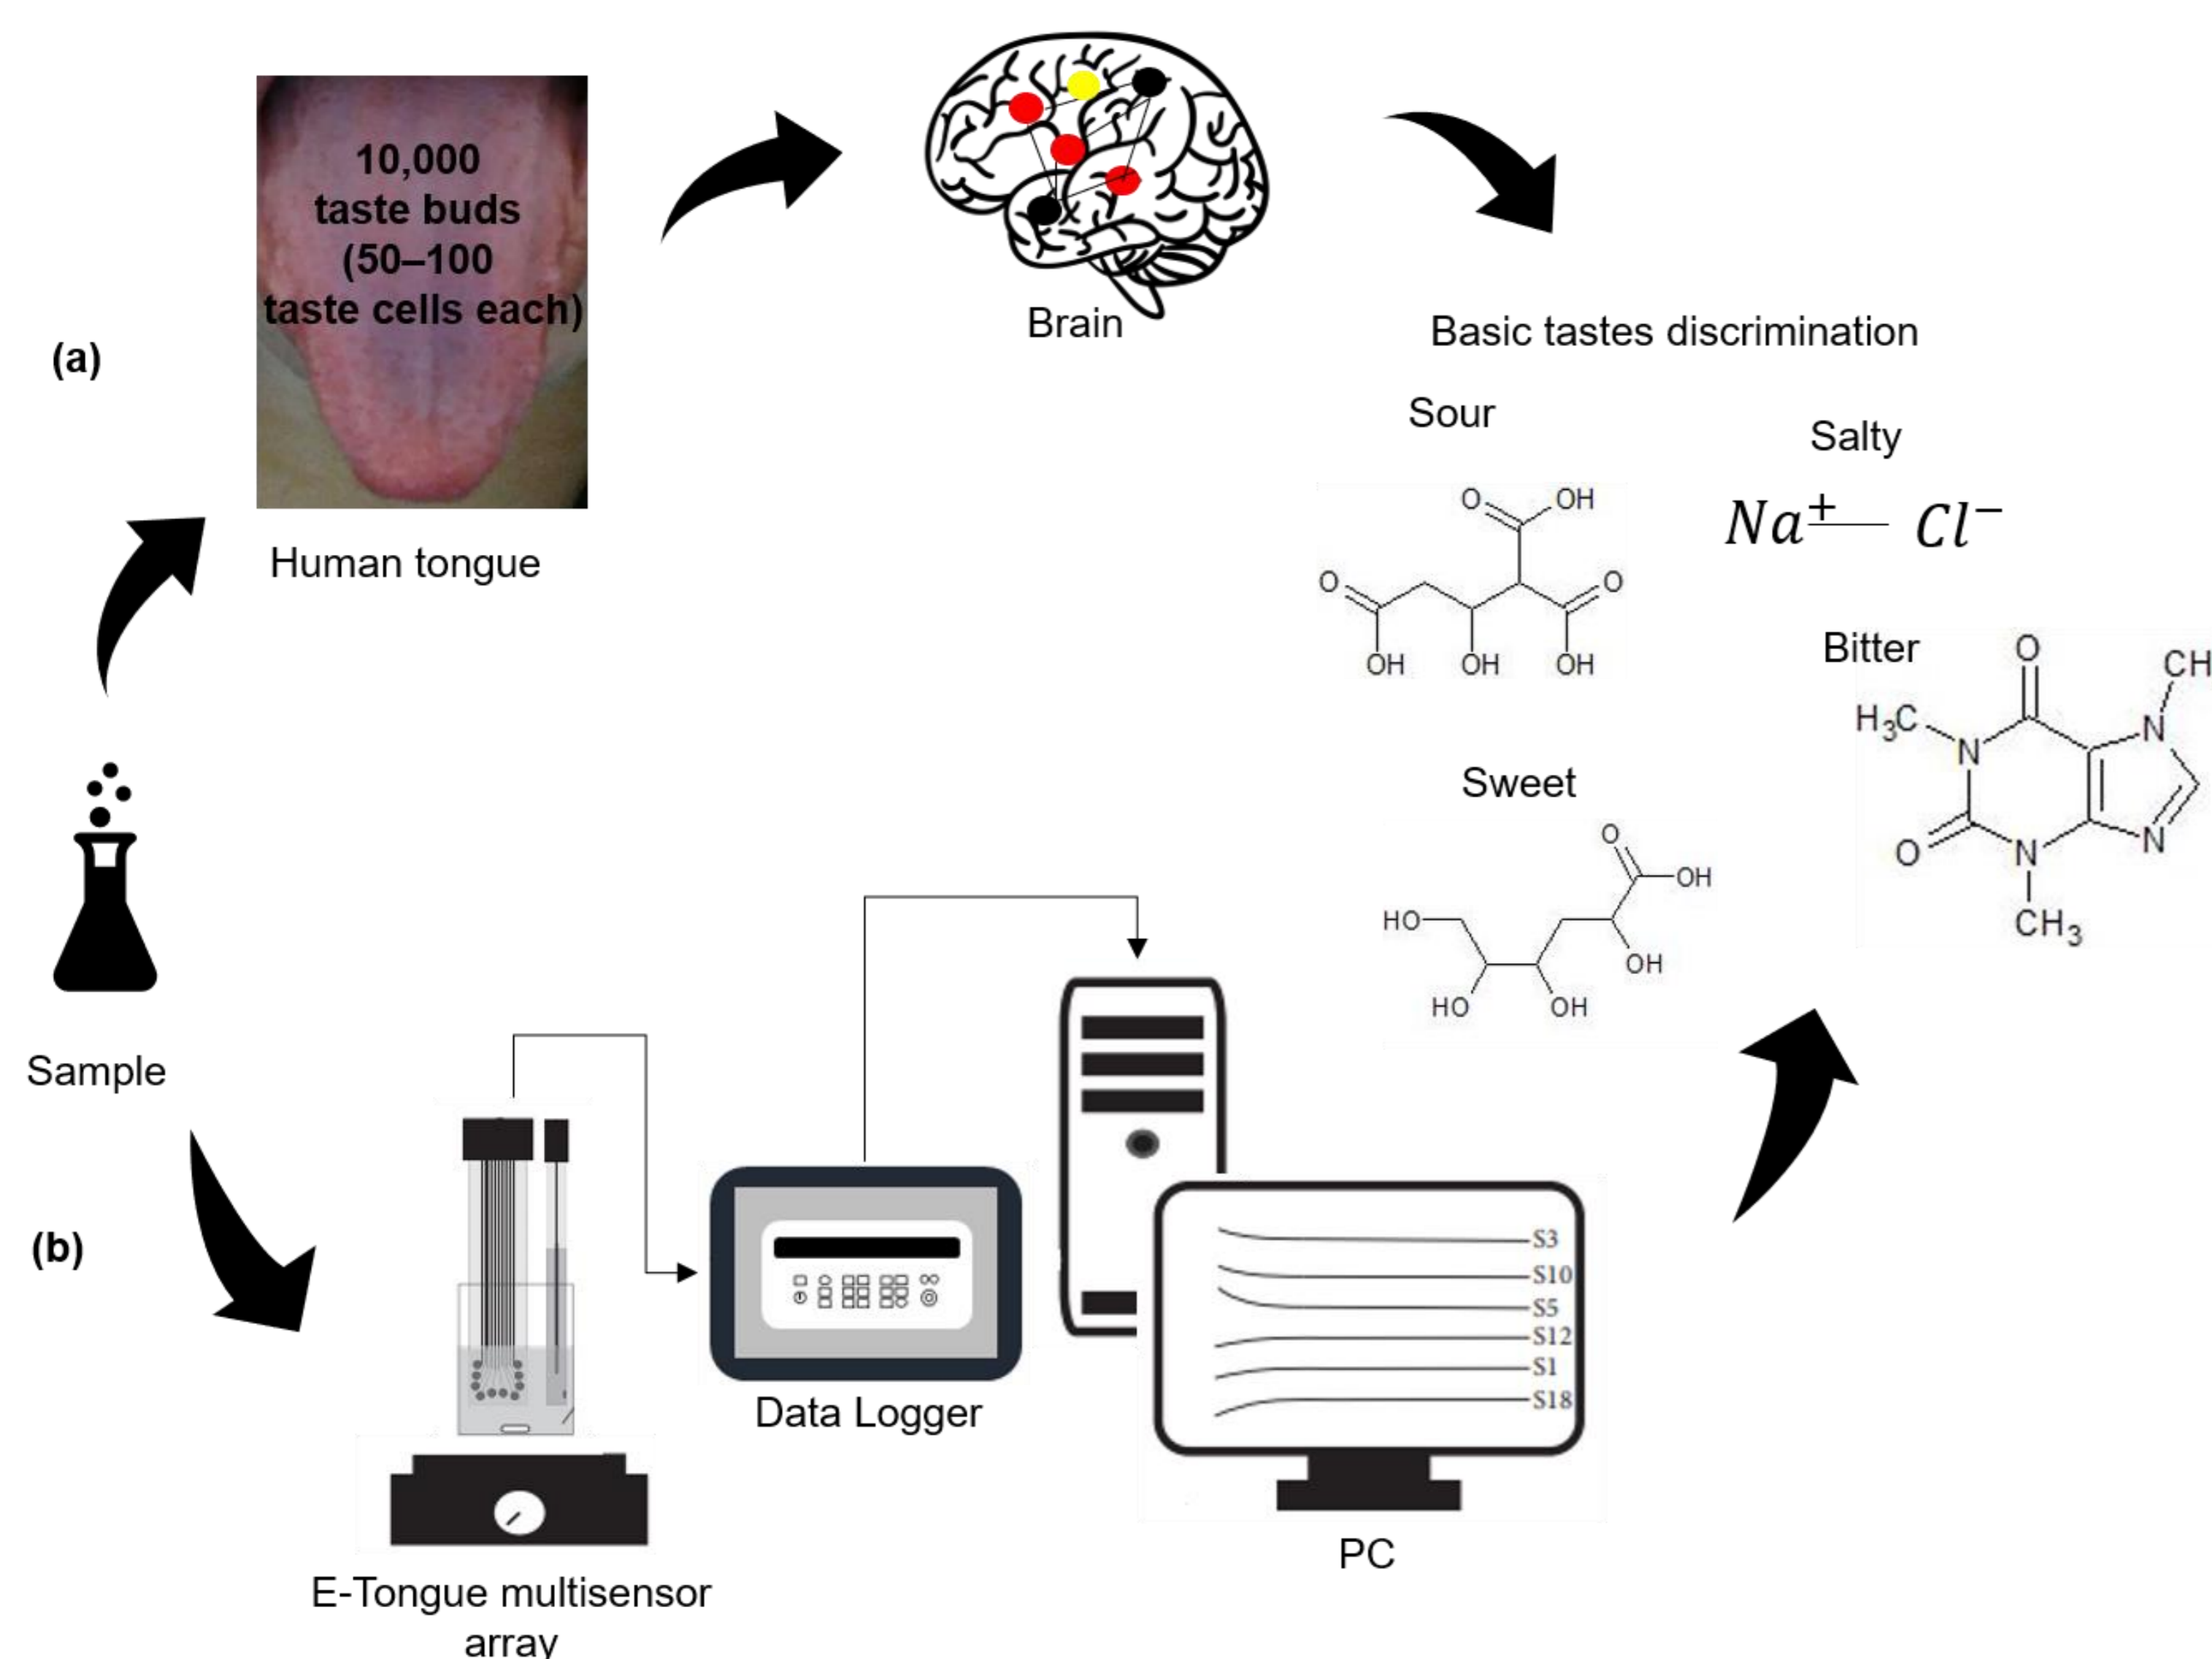 10,000
taste buds
(50–100
taste cells each)
(a)
Human tongue
Brain
Basic tastes discrimination
Sour
O
OH
O
O
OH
OH
OH
Salty
Na+ Cl−
Bitter
O
CH
H3C
N
N
O
N
N
CH3
Sweet
O
OH
HO
OH
HO
OH
Sample
(b)
E-Tongue multisensor
array
Data Logger
S3
S10
S5
S12
S1
S18
PC